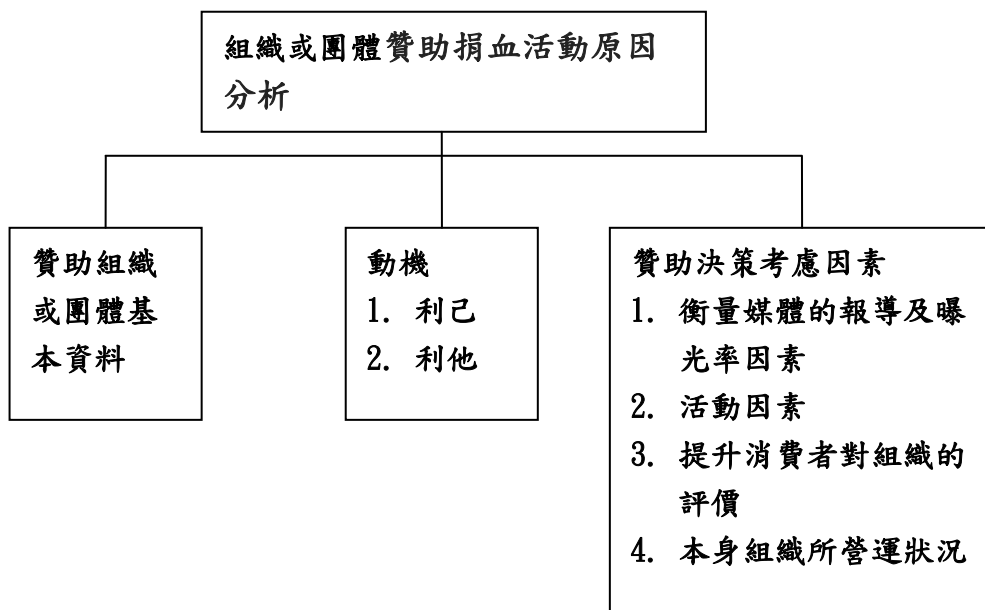 組織或團體贊助捐血活動原因
分析
贊助組織
或團體基
本資料
動機
1. 利己
2. 利他
贊助決策考慮因素
1. 衡量媒體的報導及曝
光率因素
2. 活動因素
3. 提升消費者對組織的
評價
4. 本身組織所營運狀況